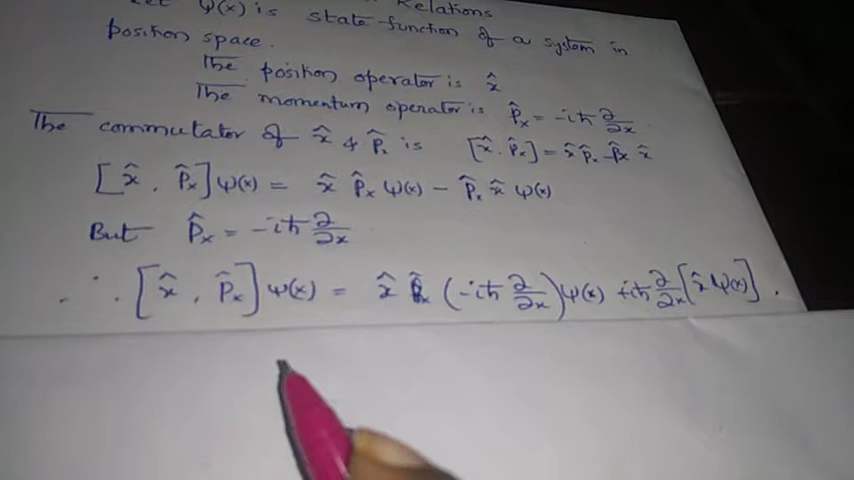 Let ψ(x) is state function of a system in Relations
position space.
The position operator is x̂
The momentum operator is p̂x = -iħ ∂/∂x
The commutator of x̂ & p̂x is [x̂, p̂x] = x̂ p̂x - p̂x x̂
[x̂, p̂x]ψ(x) = x̂ p̂x ψ(x) - p̂x x̂ ψ(x)
But p̂x = -iħ ∂/∂x
∴ [x̂, p̂x]ψ(x) = x̂ (-iħ ∂/∂x)ψ(x) + iħ ∂/∂x[x̂ ψ(x)].